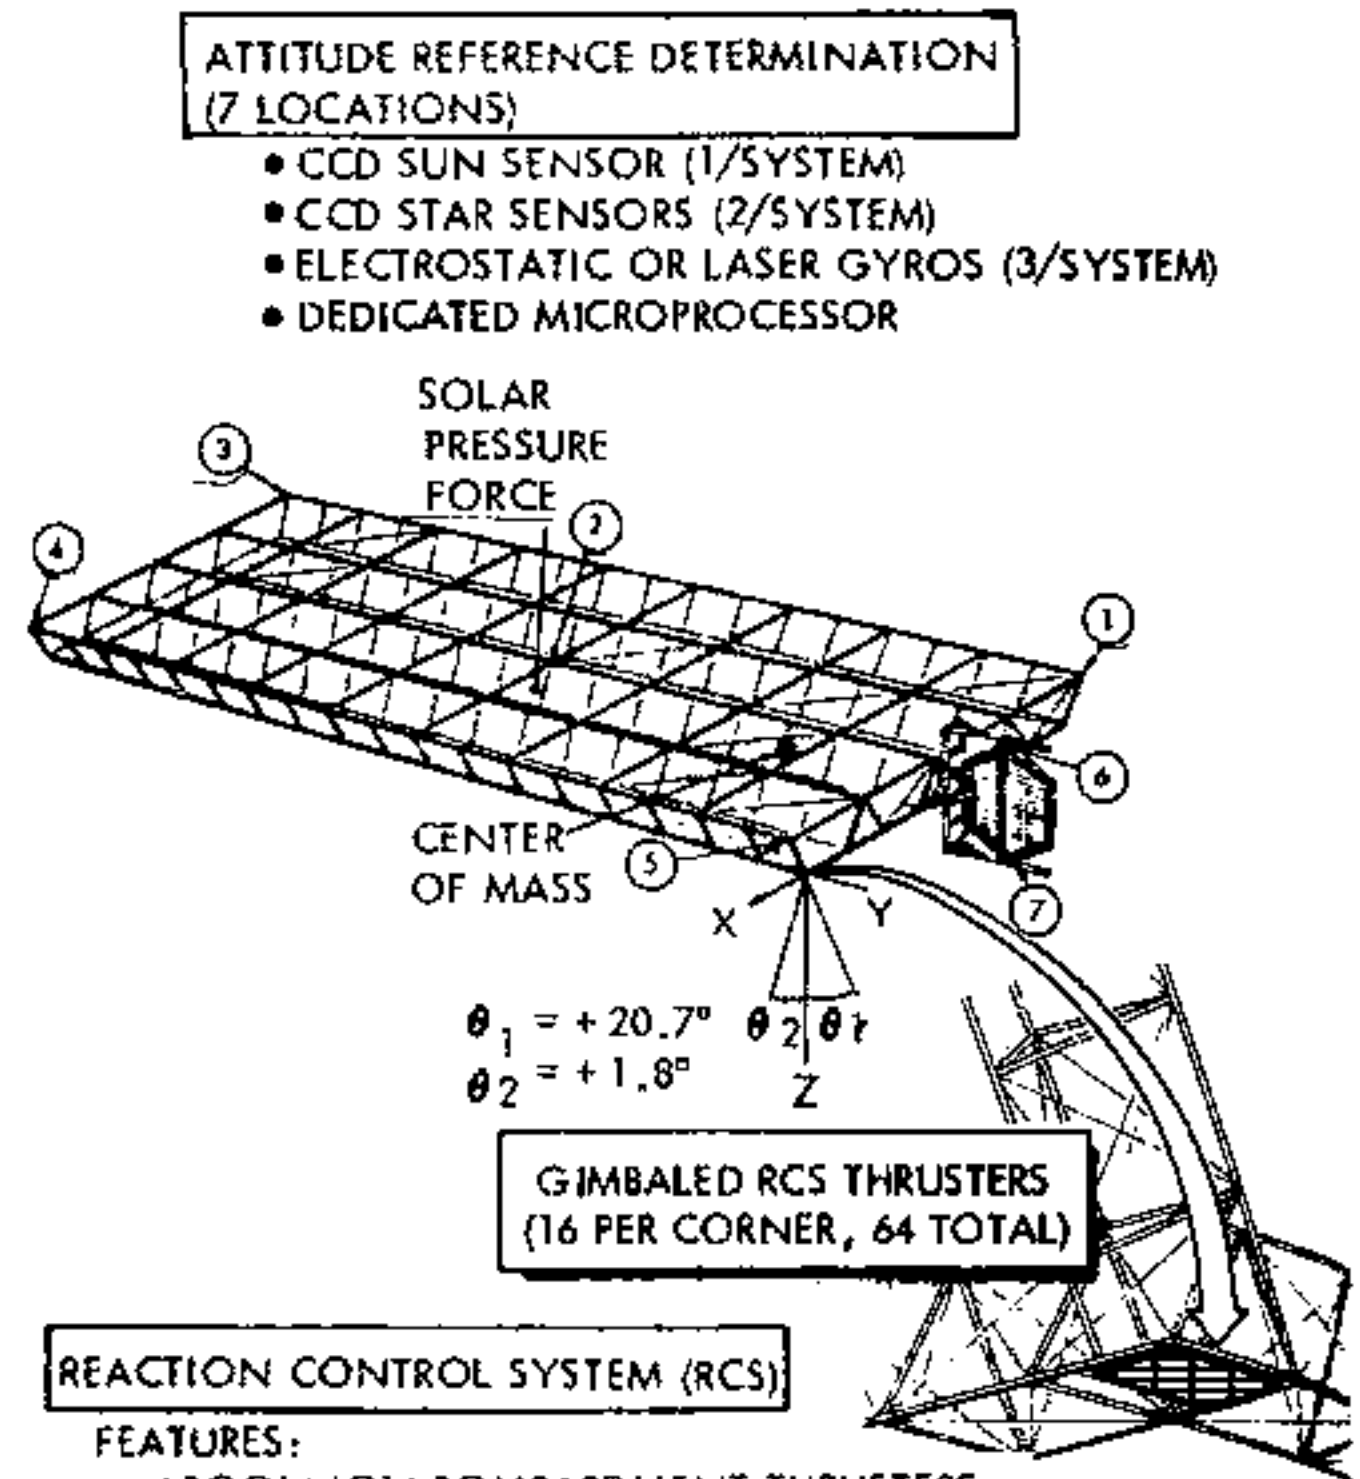 ATTITUDE REFERENCE DETERMINATION
(7 LOCATIONS)
• CCD SUN SENSOR (1/SYSTEM)
• CCD STAR SENSORS (2/SYSTEM)
• ELECTROSTATIC OR LASER GYROS (3/SYSTEM)
• DEDICATED MICROPROCESSOR
SOLAR
PRESSURE
FORCE
3
2
4
1
6
CENTER
OF MASS
5
7
X
Y
θ1 = +20.7°
θ2 = +1.8°
θ2 θ1
Z
GIMBALED RCS THRUSTERS
(16 PER CORNER, 64 TOTAL)
REACTION CONTROL SYSTEM (RCS)
FEATURES: